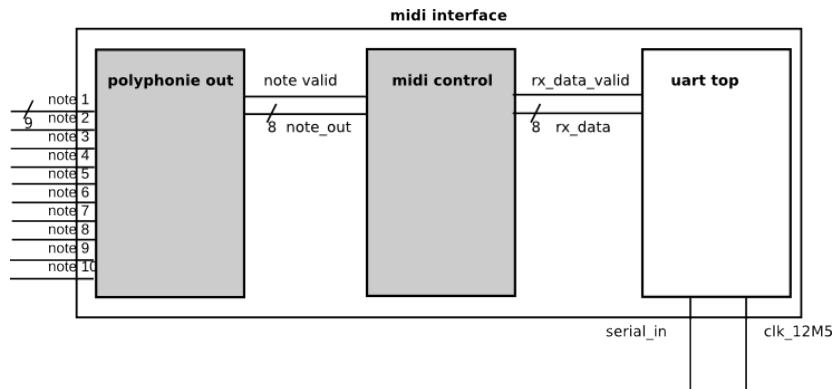 midi interface
polyphonie out
note valid
midi control
rx_data_valid
uart top
note 1
9
note 2
note 3
note 4
note 5
note 6
note 7
note 8
note 9
note 10
8 note_out
8 rx_data
serial_in
clk_12M5